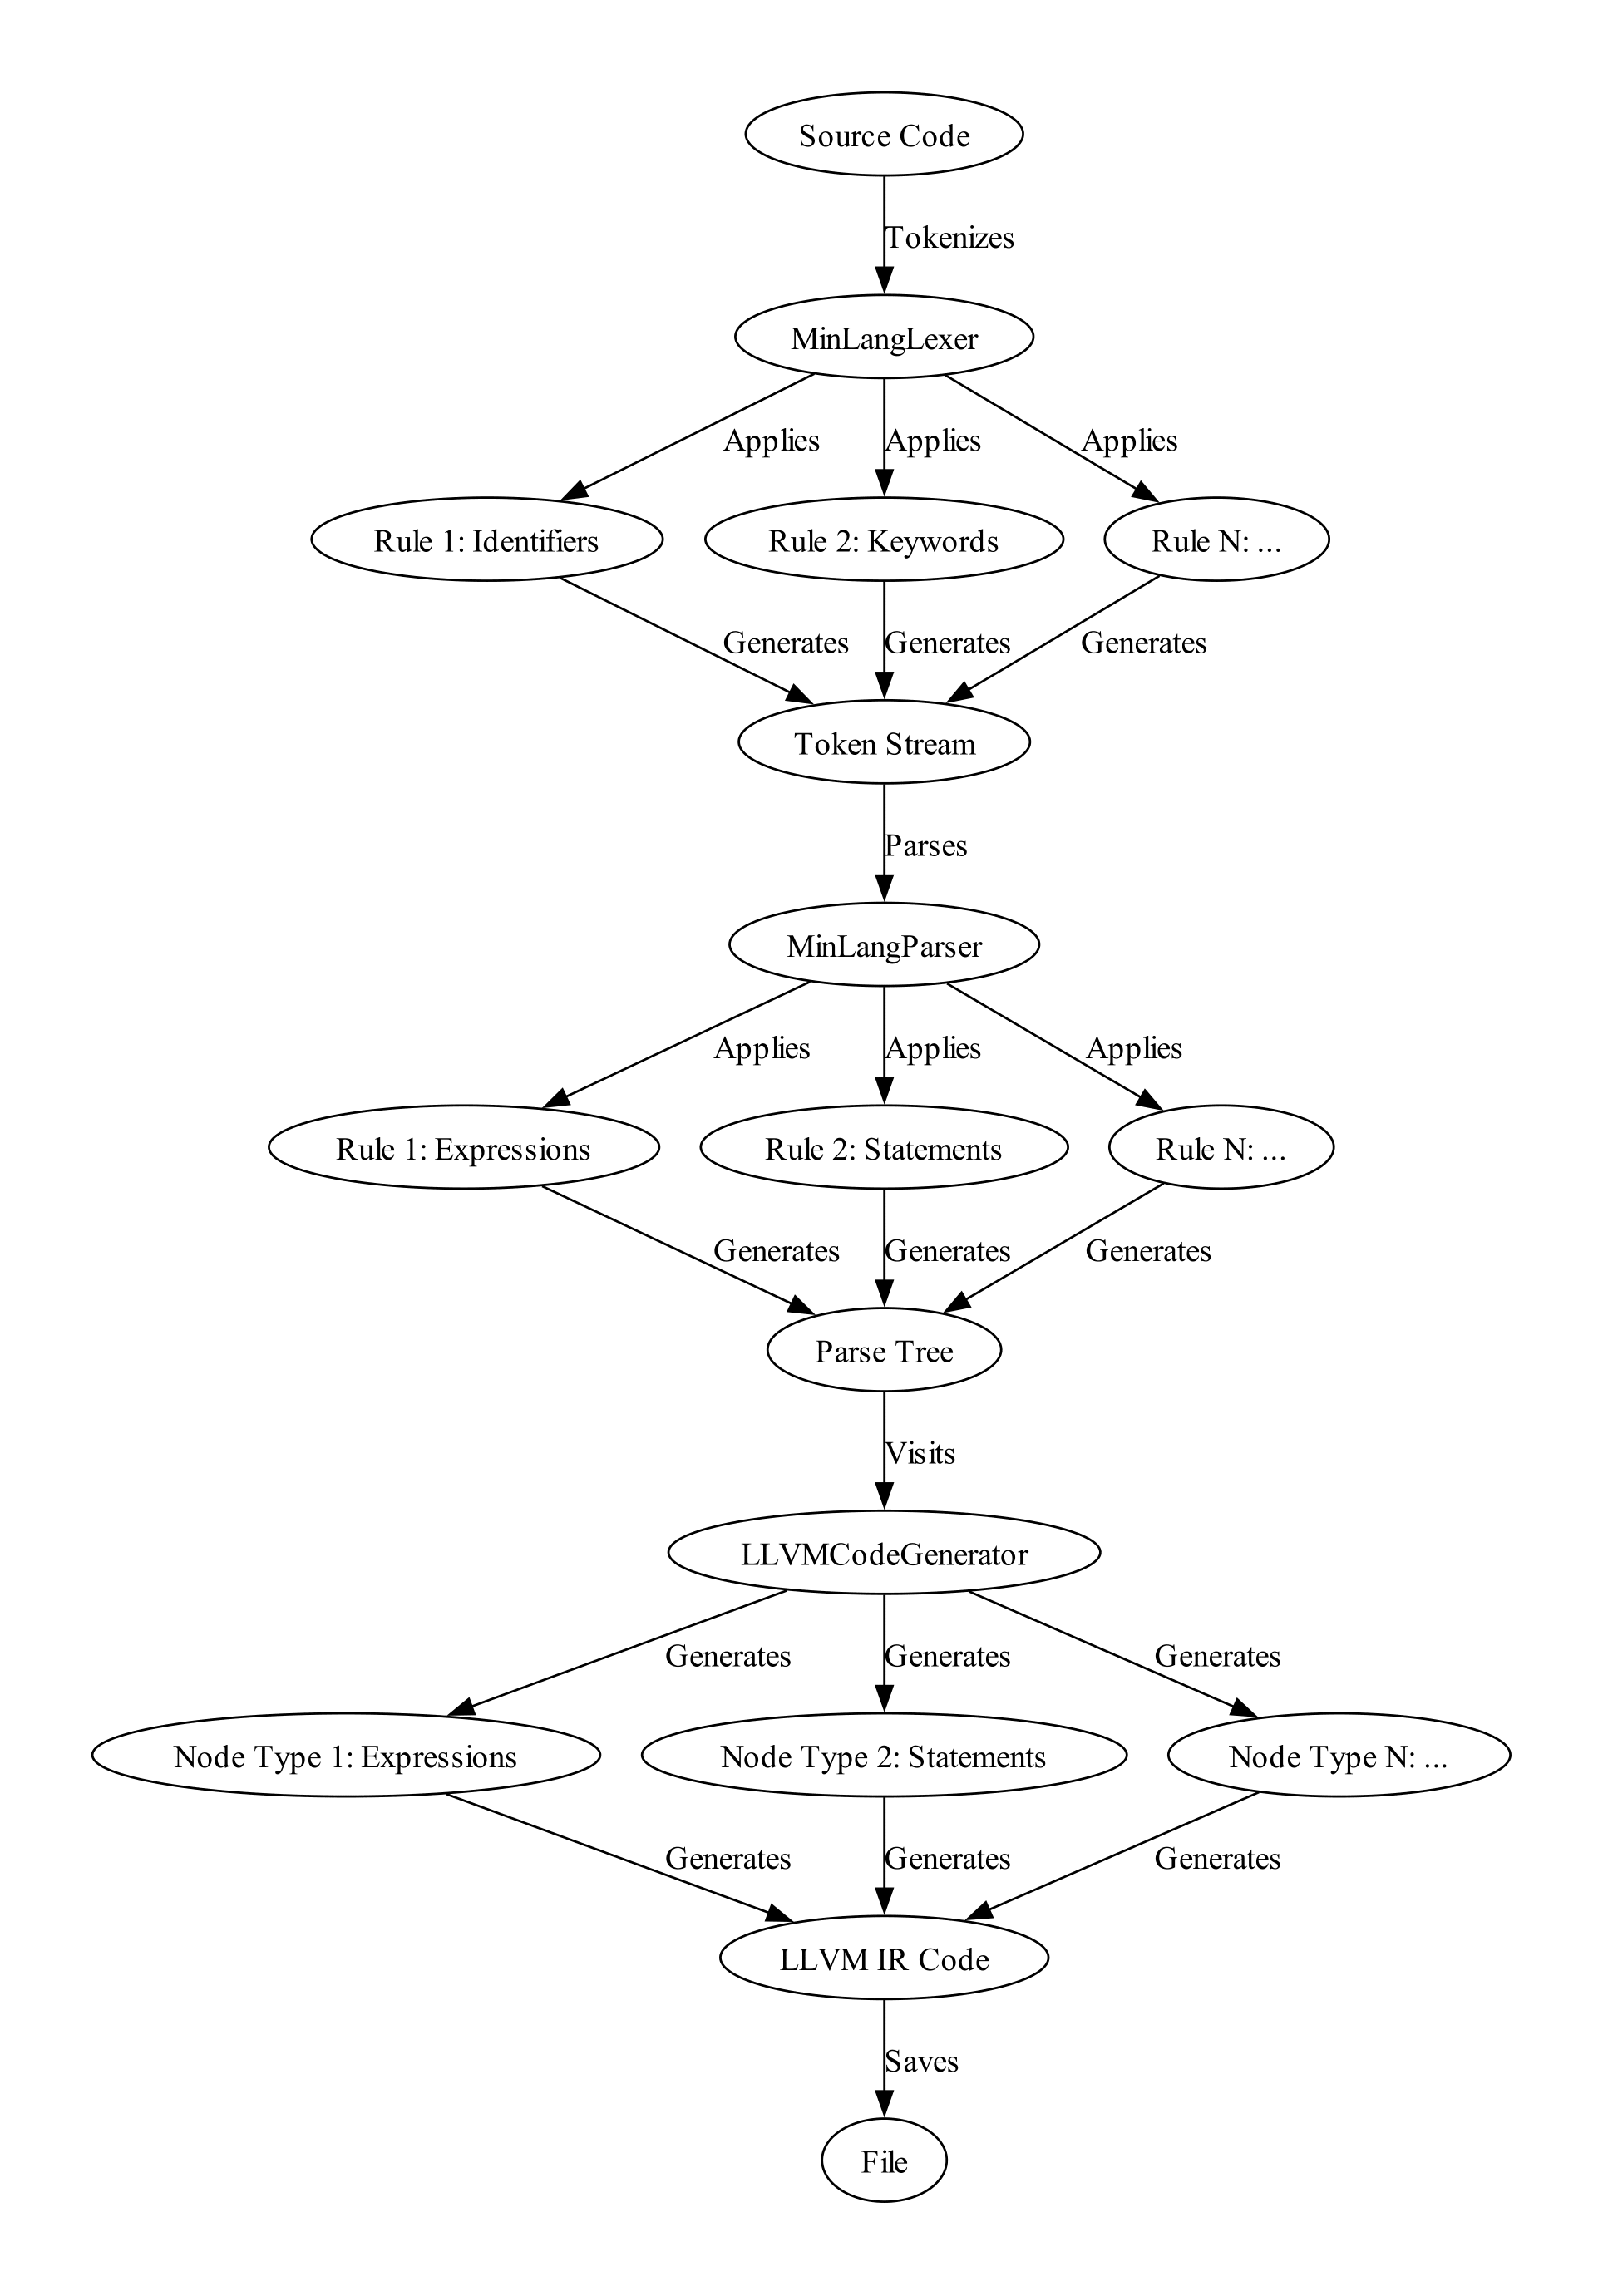 Source Code
Tokenizes
MinLangLexer
Applies
Applies
Applies
Rule 1: Identifiers
Rule 2: Keywords
Rule N: ...
Generates
Generates
Generates
Token Stream
Parses
MinLangParser
Applies
Applies
Applies
Rule 1: Expressions
Rule 2: Statements
Rule N: ...
Generates
Generates
Generates
Parse Tree
Visits
LLVMCodeGenerator
Generates
Generates
Generates
Node Type 1: Expressions
Node Type 2: Statements
Node Type N: ...
Generates
Generates
Generates
LLVM IR Code
Saves
File